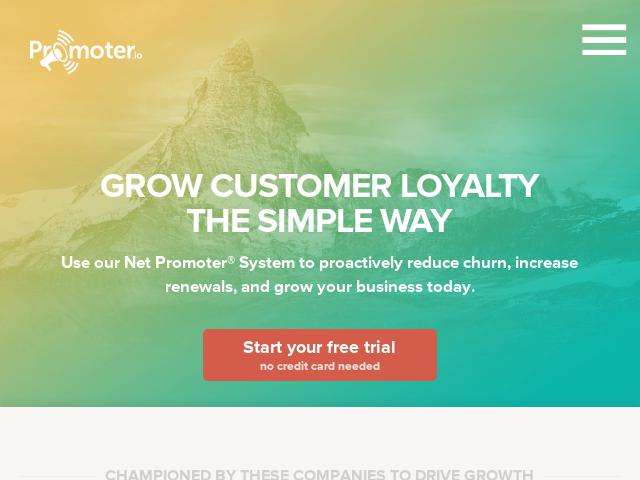 Promoter.io
GROW CUSTOMER LOYALTY
THE SIMPLE WAY
Use our Net Promoter® System to proactively reduce churn, increase
renewals, and grow your business today.
Start your free trial
no credit card needed
CHAMPIONED BY THESE COMPANIES TO DRIVE GROWTH